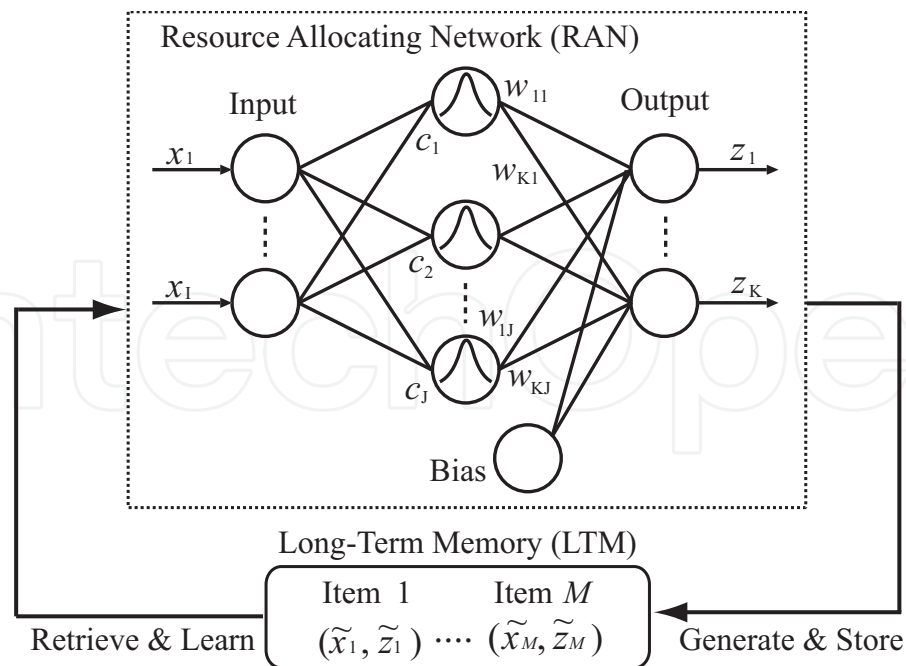 Resource Allocating Network (RAN)
Input
Output
w11
c1
x1
z1
wK1
c2
xI
zK
w1J
cJ
wKJ
Bias
Long-Term Memory (LTM)
Item 1 Item M
(x̃1, z̃1) ···· (x̃M, z̃M)
Retrieve & Learn
Generate & Store
ntechOpe